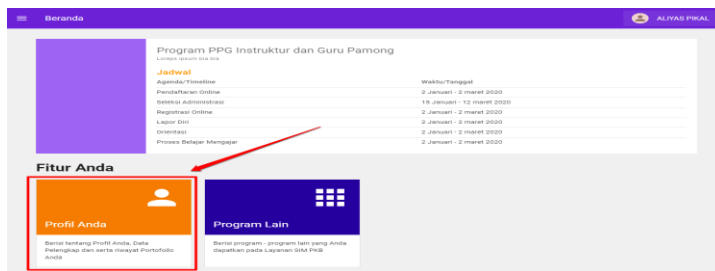 Beranda
ALIYAS PIKAL
Program PPG Instruktur dan Guru Pamong
Lorepa ipsum bla bla
Jadwal
Agenda/Timeline Waktu/Tanggal
Pendaftaran Online 2 Januari - 2 maret 2020
Seleksi Administrasi 15 Januari - 12 maret 2020
Registrasi Online 2 Januari - 2 maret 2020
Lapor Diri 2 Januari - 2 maret 2020
Orientasi 2 Januari - 2 maret 2020
Proses Belajar Mengajar 2 Januari - 2 maret 2020
Fitur Anda
Profil Anda
Berisi tentang Profil Anda, Data
Pelengkap dan serta riwayat Portofolio
Anda
Program Lain
Berisi program - program lain yang Anda
dapatkan pada Layanan SIM PKB